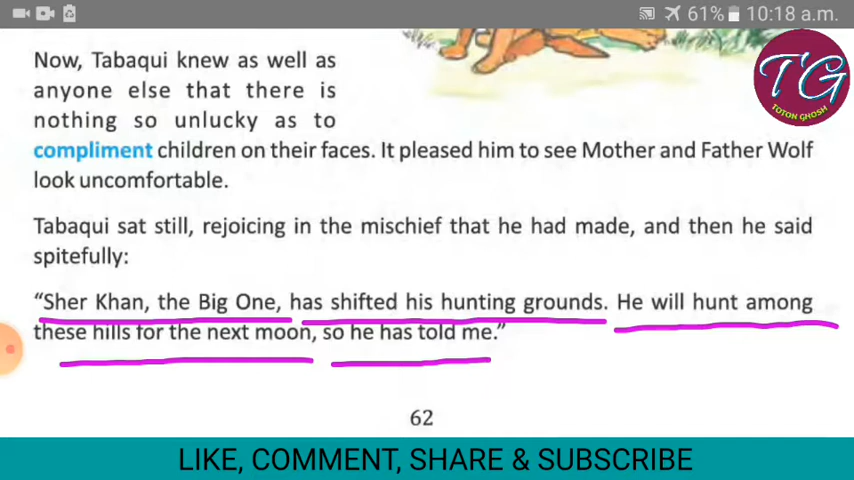 61% 10:18 a.m.
TG
TOTON GHOSH
Now, Tabaqui knew as well as
anyone else that there is
nothing so unlucky as to
compliment children on their faces. It pleased him to see Mother and Father Wolf
look uncomfortable.
Tabaqui sat still, rejoicing in the mischief that he had made, and then he said
spitefully:
“Sher Khan, the Big One, has shifted his hunting grounds. He will hunt among
these hills for the next moon, so he has told me.”
62
LIKE, COMMENT, SHARE & SUBSCRIBE